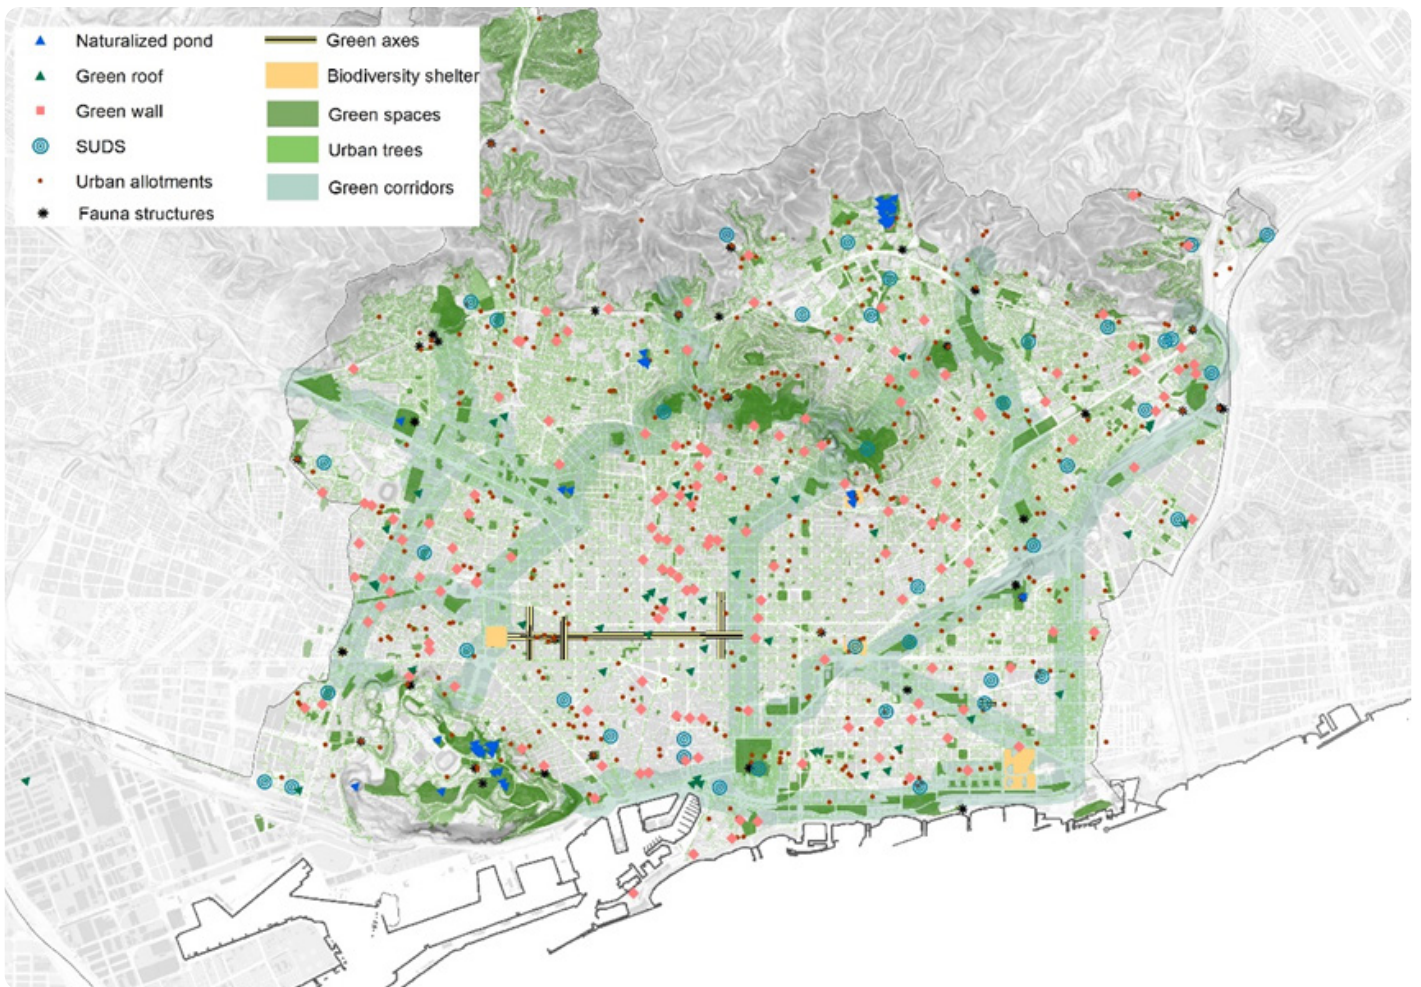 Naturalized pond
Green roof
Green wall
SUDS
Urban allotments
Fauna structures
Green axes
Biodiversity shelter
Green spaces
Urban trees
Green corridors